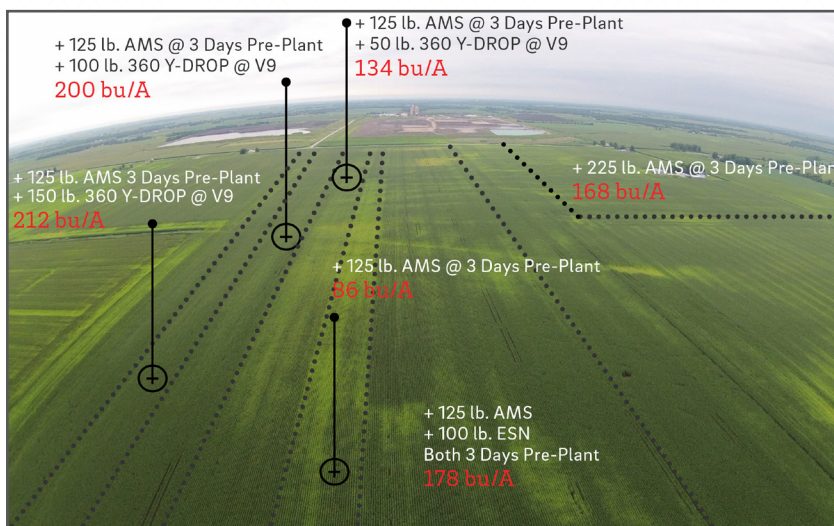 + 125 lb. AMS @ 3 Days Pre-Plant
+ 100 lb. 360 Y-DROP @ V9
200 bu/A
+ 125 lb. AMS @ 3 Days Pre-Plant
+ 50 lb. 360 Y-DROP @ V9
134 bu/A
+ 125 lb. AMS 3 Days Pre-Plant
+ 150 lb. 360 Y-DROP @ V9
212 bu/A
+ 225 lb. AMS @ 3 Days Pre-Plant
168 bu/A
+ 125 lb. AMS @ 3 Days Pre-Plant
86 bu/A
+ 125 lb. AMS
+ 100 lb. ESN
Both 3 Days Pre-Plant
178 bu/A